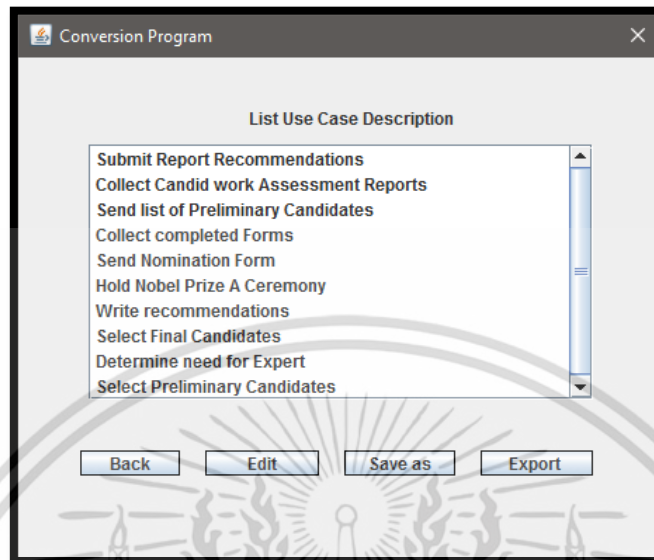 Conversion Program
List Use Case Description
Submit Report Recommendations
Collect Candid work Assessment Reports
Send list of Preliminary Candidates
Collect completed Forms
Send Nomination Form
Hold Nobel Prize A Ceremony
Write recommendations
Select Final Candidates
Determine need for Expert
Select Preliminary Candidates
Back Edit Save as Export